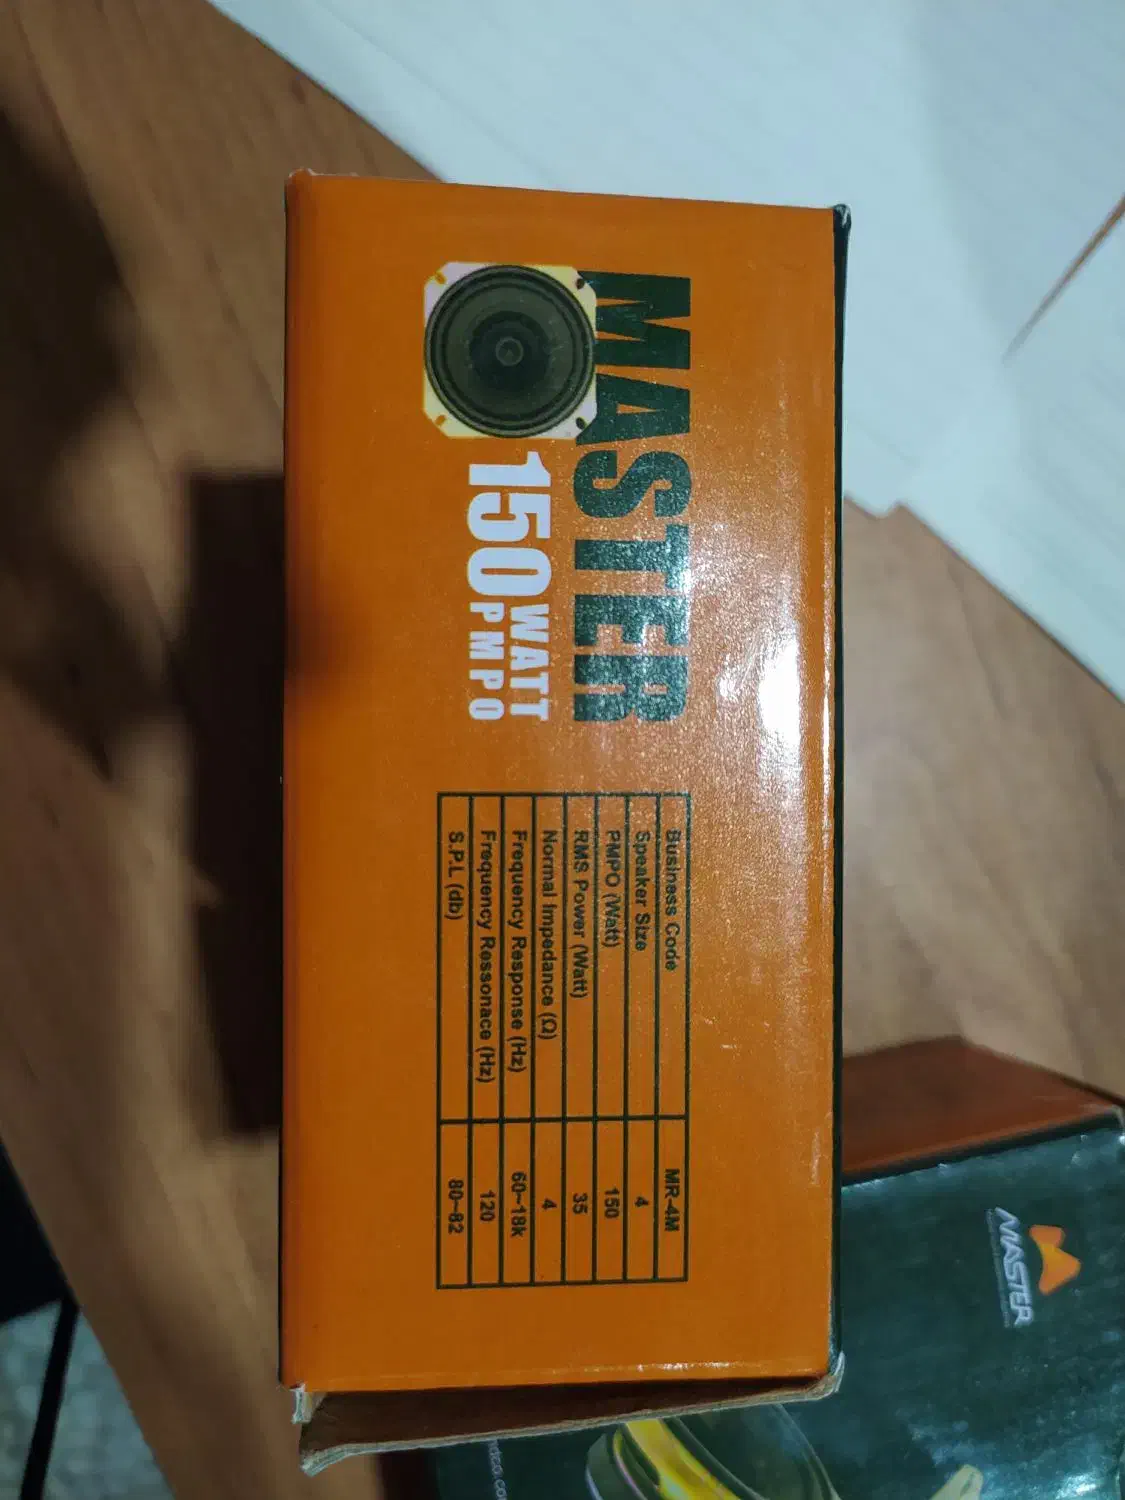 MASTER
150 WATT
PMPO
Business Code MR-4M
Speaker Size 4
PMPO (Watt) 150
RMS Power (Watt) 35
Normal Impedance (Ω) 4
Frequency Response (Hz) 60~18k
Frequency Ressonace (Hz) 120
S.P.L (db) 80~82
MASTER